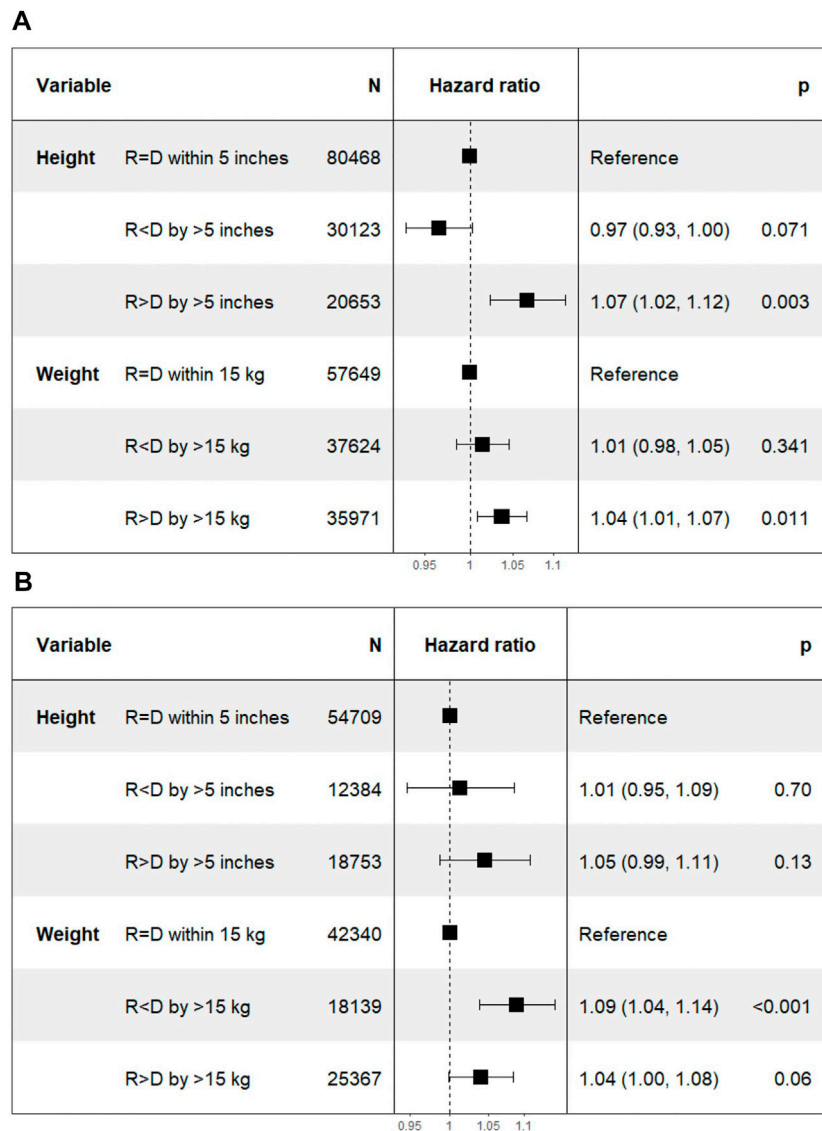 A
Variable N Hazard ratio p
Height R=D within 5 inches 80468 Reference
R<D by >5 inches 30123 0.97 (0.93, 1.00) 0.071
R>D by >5 inches 20653 1.07 (1.02, 1.12) 0.003
Weight R=D within 15 kg 57649 Reference
R<D by >15 kg 37624 1.01 (0.98, 1.05) 0.341
R>D by >15 kg 35971 1.04 (1.01, 1.07) 0.011
0.95 1 1.05 1.1
B
Variable N Hazard ratio p
Height R=D within 5 inches 54709 Reference
R<D by >5 inches 12384 1.01 (0.95, 1.09) 0.70
R>D by >5 inches 18753 1.05 (0.99, 1.11) 0.13
Weight R=D within 15 kg 42340 Reference
R<D by >15 kg 18139 1.09 (1.04, 1.14) <0.001
R>D by >15 kg 25367 1.04 (1.00, 1.08) 0.06
0.95 1 1.05 1.1